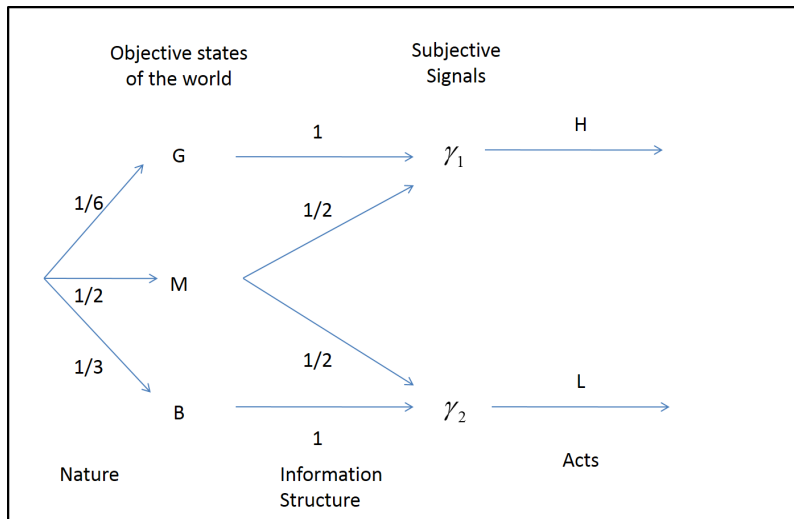 Objective states
of the world
Subjective
Signals
G
1
γ₁
H
1/6
1/2
M
1/2
1/3
1/2
B
1
γ₂
L
Nature
Information
Structure
Acts